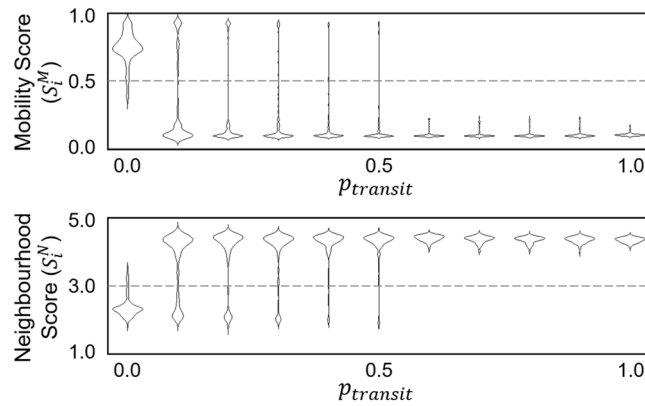 Mobility Score
(S_i^M)
1.0
0.5
0.0
0.0 0.5 1.0
p_transit
Neighbourhood
Score (S_i^N)
5.0
3.0
1.0
0.0 0.5 1.0
p_transit